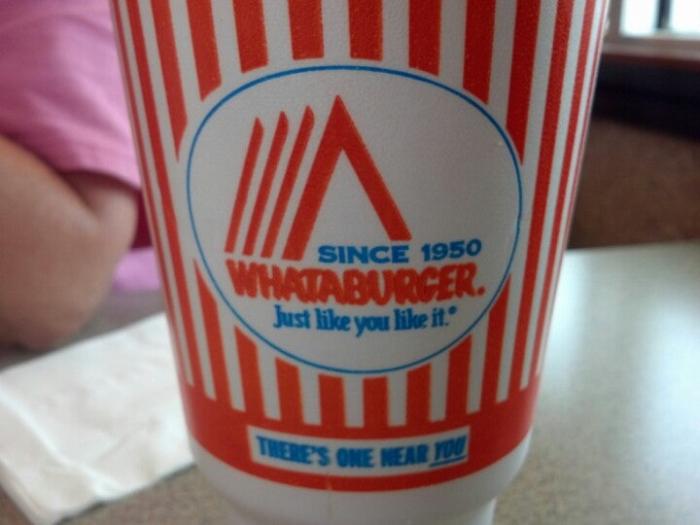 SINCE 1950
WHATABURGER.
Just like you like it.®
THERE'S ONE NEAR YOU